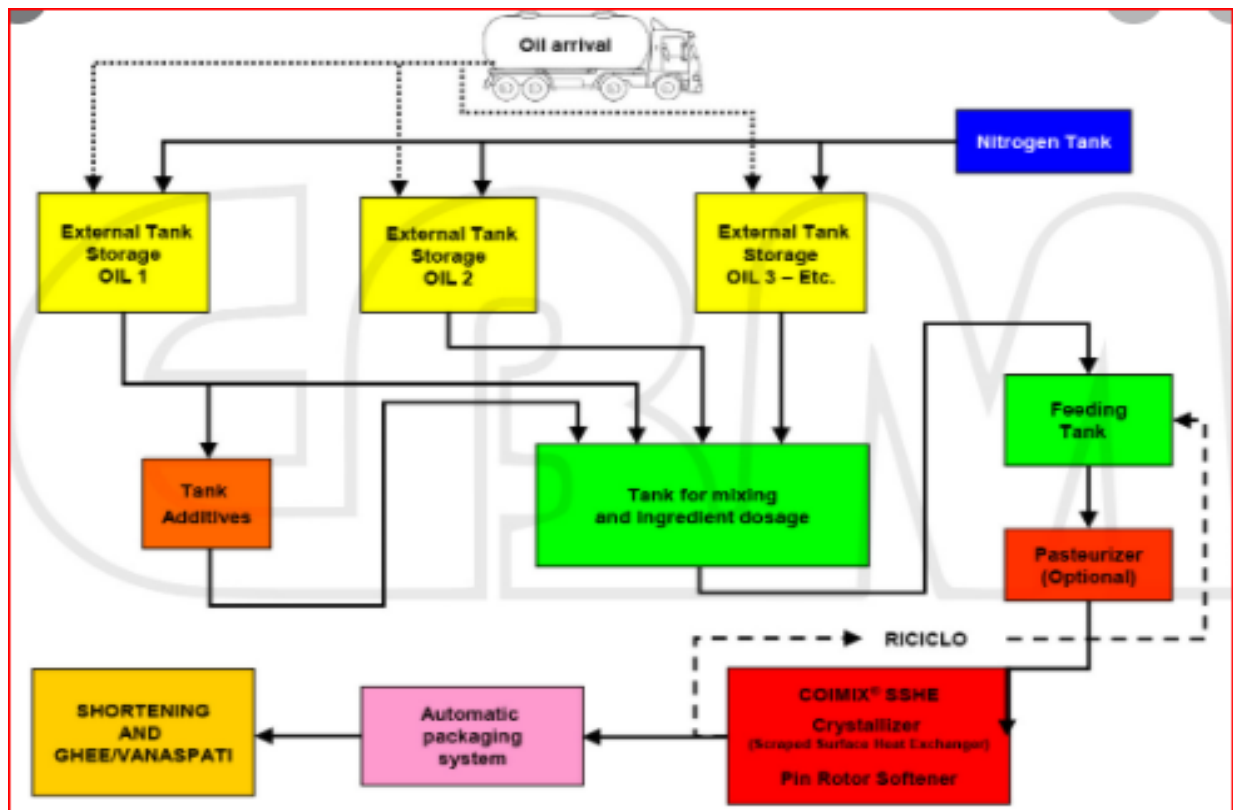 Oil arrival
Nitrogen Tank
External Tank
Storage
OIL 1
External Tank
Storage
OIL 2
External Tank
Storage
OIL 3 – Etc.
Feeding
Tank
Tank
Additives
Tank for mixing
and ingredient dosage
Pasteurizer
(Optional)
RICICLO
SHORTENING
AND
GHEE/VANASPATI
Automatic
packaging
system
COIMIX® SSHE
Crystallizer
(Scraped Surface Heat Exchanger)
Pin Rotor Softener